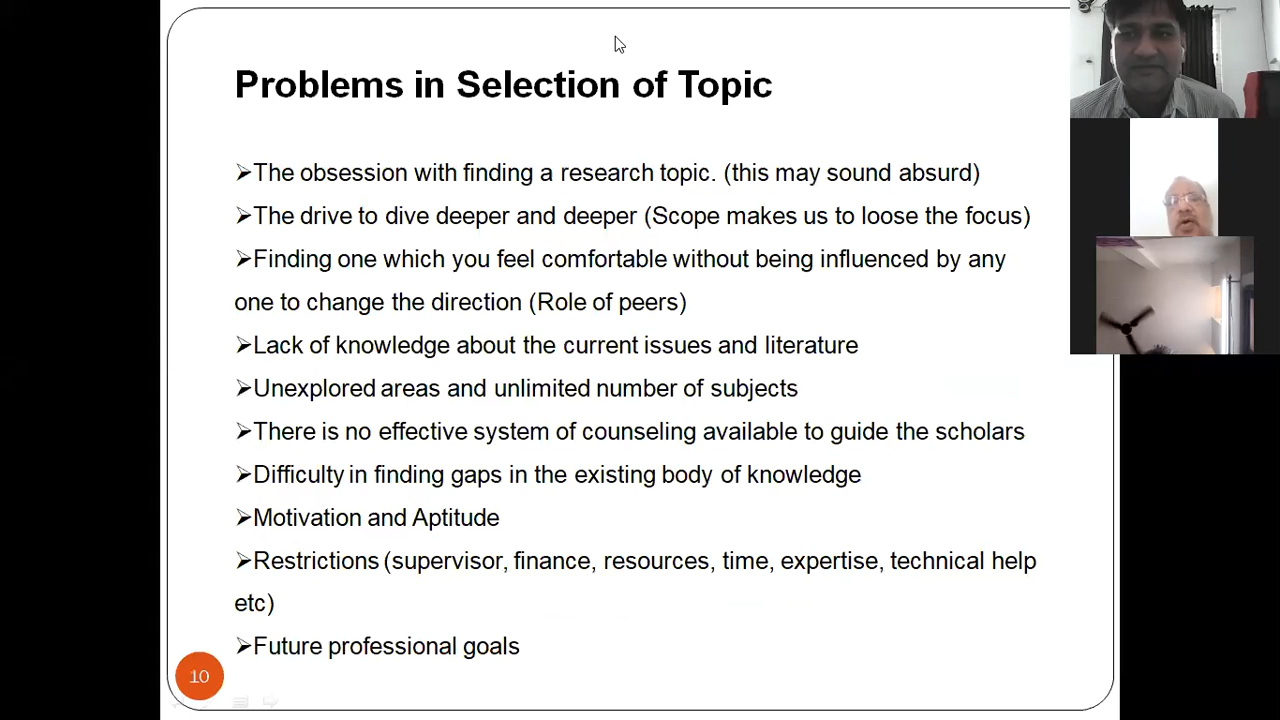 Problems in Selection of Topic
➢The obsession with finding a research topic. (this may sound absurd)
➢The drive to dive deeper and deeper (Scope makes us to loose the focus)
➢Finding one which you feel comfortable without being influenced by any
one to change the direction (Role of peers)
➢Lack of knowledge about the current issues and literature
➢Unexplored areas and unlimited number of subjects
➢There is no effective system of counseling available to guide the scholars
➢Difficulty in finding gaps in the existing body of knowledge
➢Motivation and Aptitude
➢Restrictions (supervisor, finance, resources, time, expertise, technical help
etc)
➢Future professional goals
10